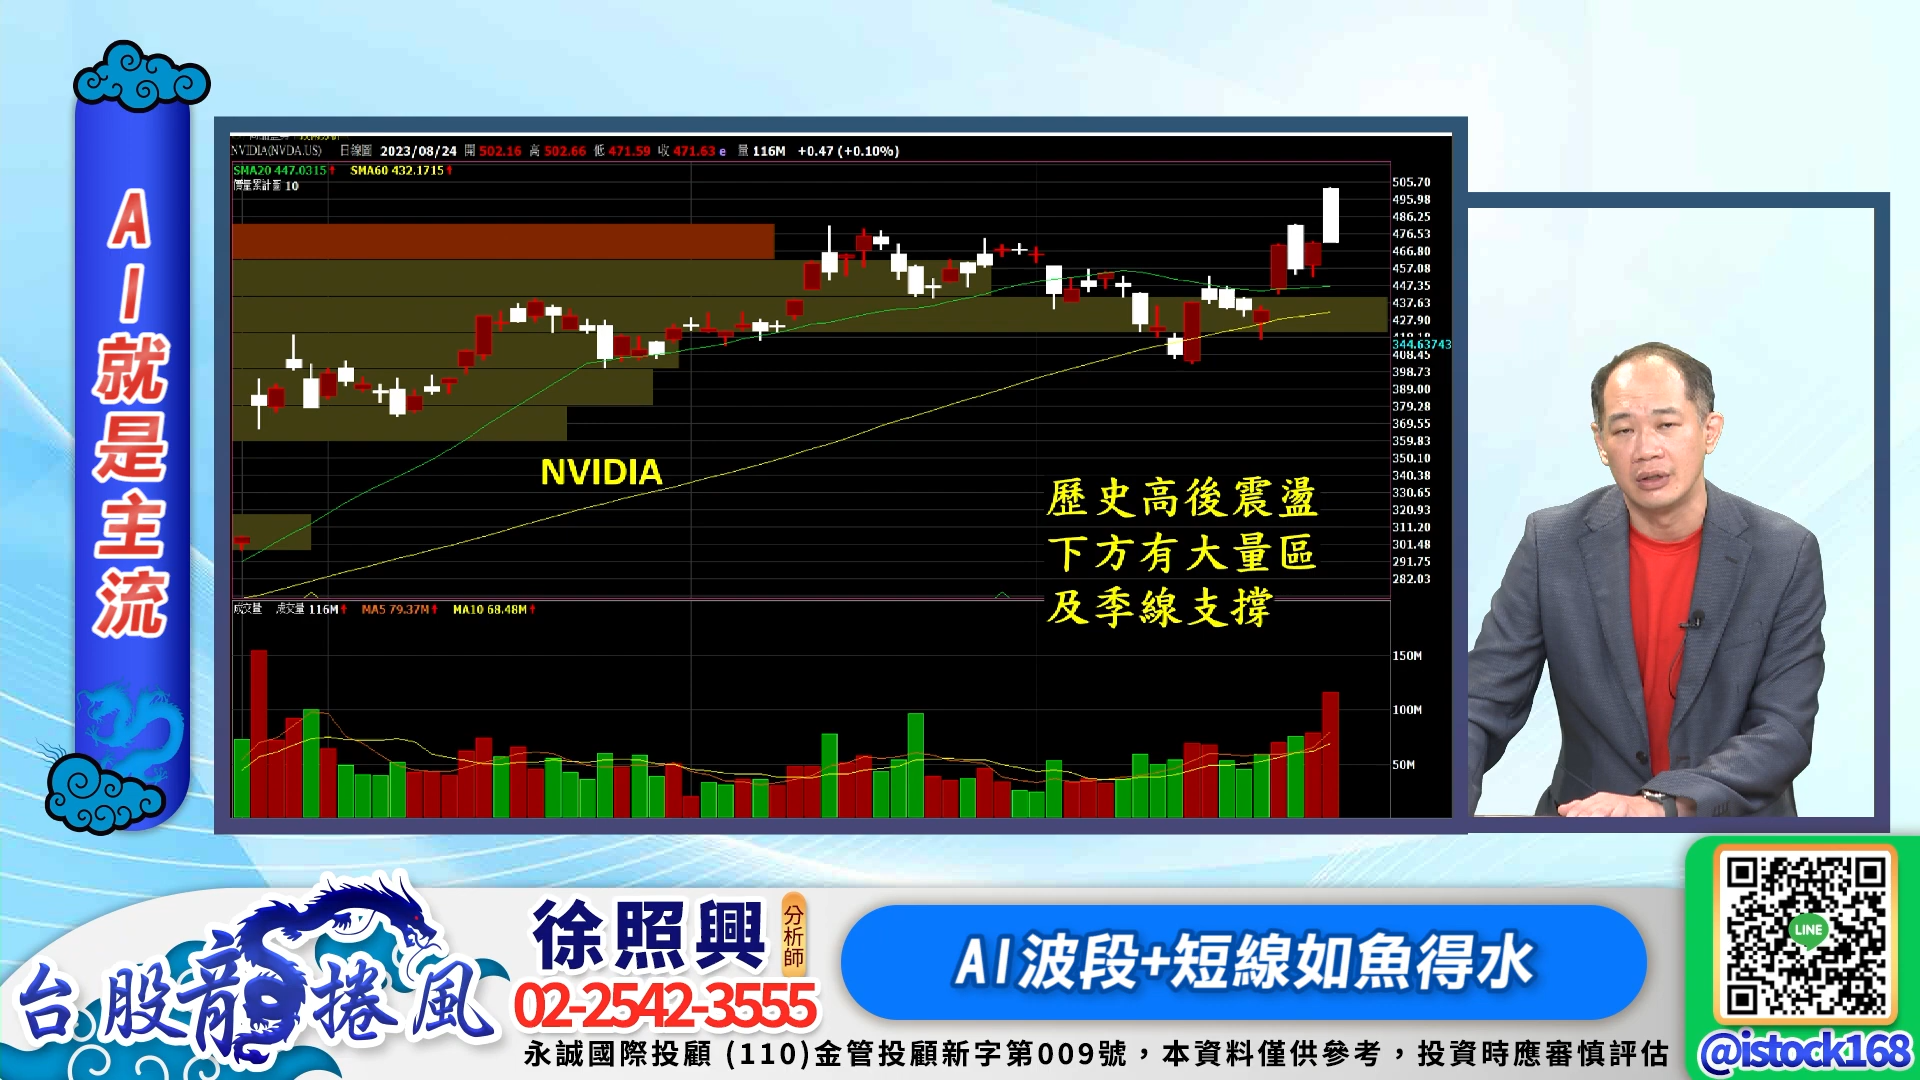 AI就是主流
NVIDIA(NVDA.US) 日線圖 2023/08/24 開 502.16 高 502.66 低 471.59 收 471.63 e 量 116M +0.47 (+0.10%)
SMA20 447.0315↑ SMA60 432.1715↑
價量累計圖 10
505.70
495.98
486.25
476.53
466.80
457.08
447.35
437.63
427.90
344.63743
408.45
398.73
389.00
379.28
369.55
359.83
350.10
340.38
330.65
320.93
311.20
301.48
291.75
282.03
NVIDIA
歷史高後震盪
下方有大量區
及季線支撐
成交量 成交量 116M↑ MA5 79.37M↑ MA10 68.48M↑
150M
100M
50M
台股龍捲風
徐照興 分析師
02-2542-3555
AI波段+短線如魚得水
LINE
@istock168
永誠國際投顧 (110)金管投顧新字第009號，本資料僅供參考，投資時應審慎評估